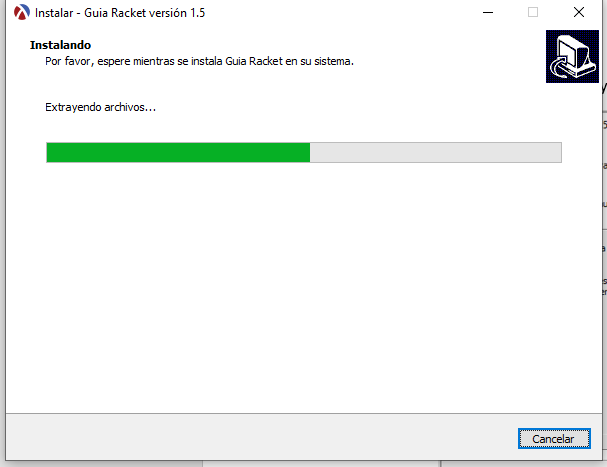 Instalar - Guia Racket versión 1.5
Instalando
Por favor, espere mientras se instala Guia Racket en su sistema.
Extrayendo archivos...
Cancelar